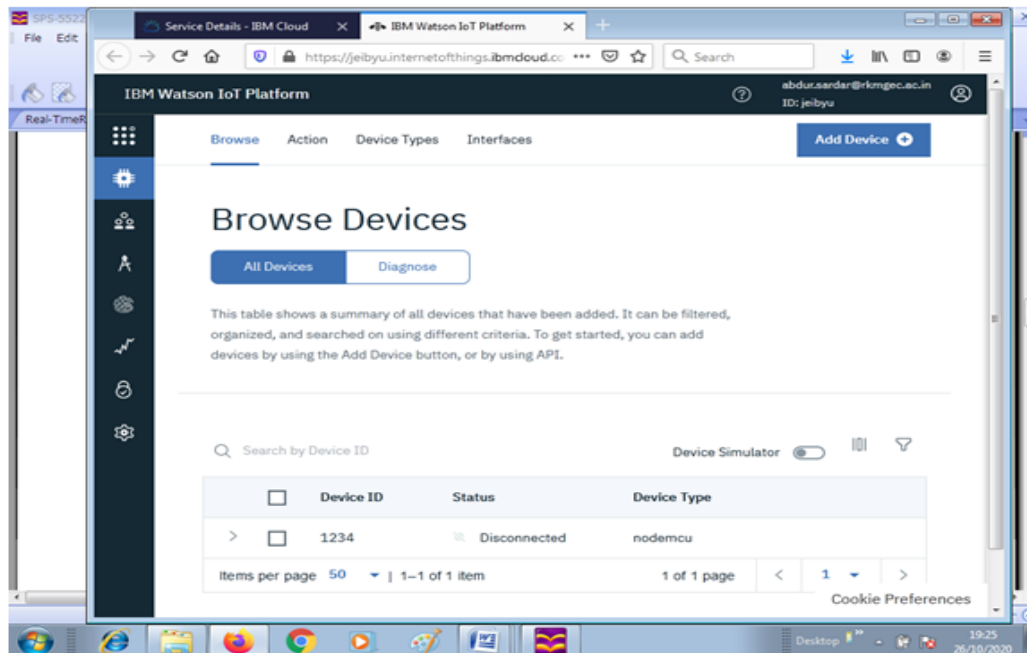 SPS-5522
Service Details - IBM Cloud
IBM Watson IoT Platform
File Edit
https://jeibyu.internetofthings.ibmcloud.cc
Search
IBM Watson IoT Platform
abdur.sardar@rkmgec.ac.in
ID: jeibyu
Real-TimeR
Browse Action Device Types Interfaces
Add Device
Browse Devices
All Devices Diagnose
This table shows a summary of all devices that have been added. It can be filtered,
organized, and searched on using different criteria. To get started, you can add
devices by using the Add Device button, or by using API.
Search by Device ID
Device Simulator
Device ID Status Device Type
1234 Disconnected nodemcu
Items per page 50 | 1–1 of 1 item
1 of 1 page < 1 >
Cookie Preferences
Desktop
19:25
26/10/2020